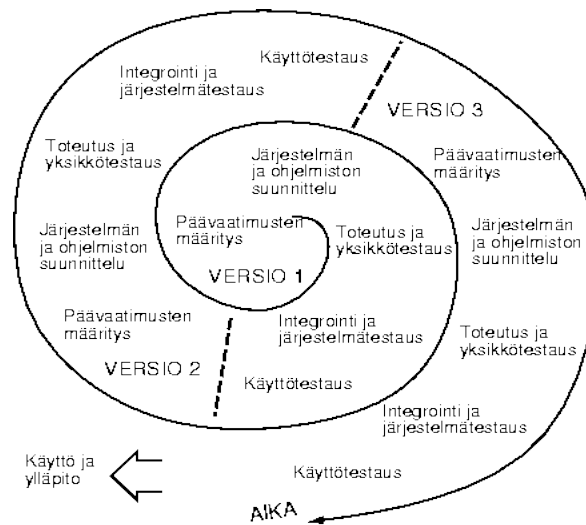 Käyttötestaus
Integrointi ja
järjestelmätestaus
VERSIO 3
Toteutus ja
yksikkötestaus
Järjestelmän
ja ohjelmiston
suunnittelu
Päävaatimusten
määritys
Päävaatimusten
määritys
Toteutus ja
yksikkötestaus
Järjestelmän
ja ohjelmiston
suunnittelu
Järjestelmän
ja ohjelmiston
suunnittelu
VERSIO 1
Päävaatimusten
määritys
Integrointi ja
järjestelmätestaus
Toteutus ja
yksikkötestaus
VERSIO 2
Käyttötestaus
Integrointi ja
järjestelmätestaus
Käyttö ja
ylläpito
Käyttötestaus
AIKA